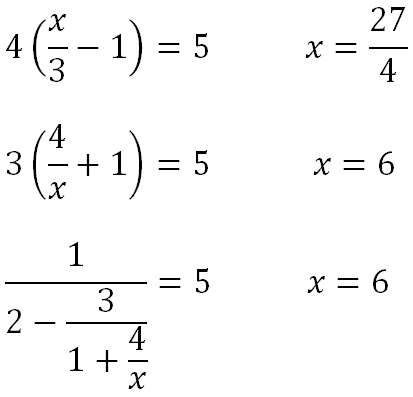 4(x/3 − 1) = 5    x = 27/4
3(4/x + 1) = 5    x = 6
1/(2 − 3/(1 + 4/x)) = 5    x = 6